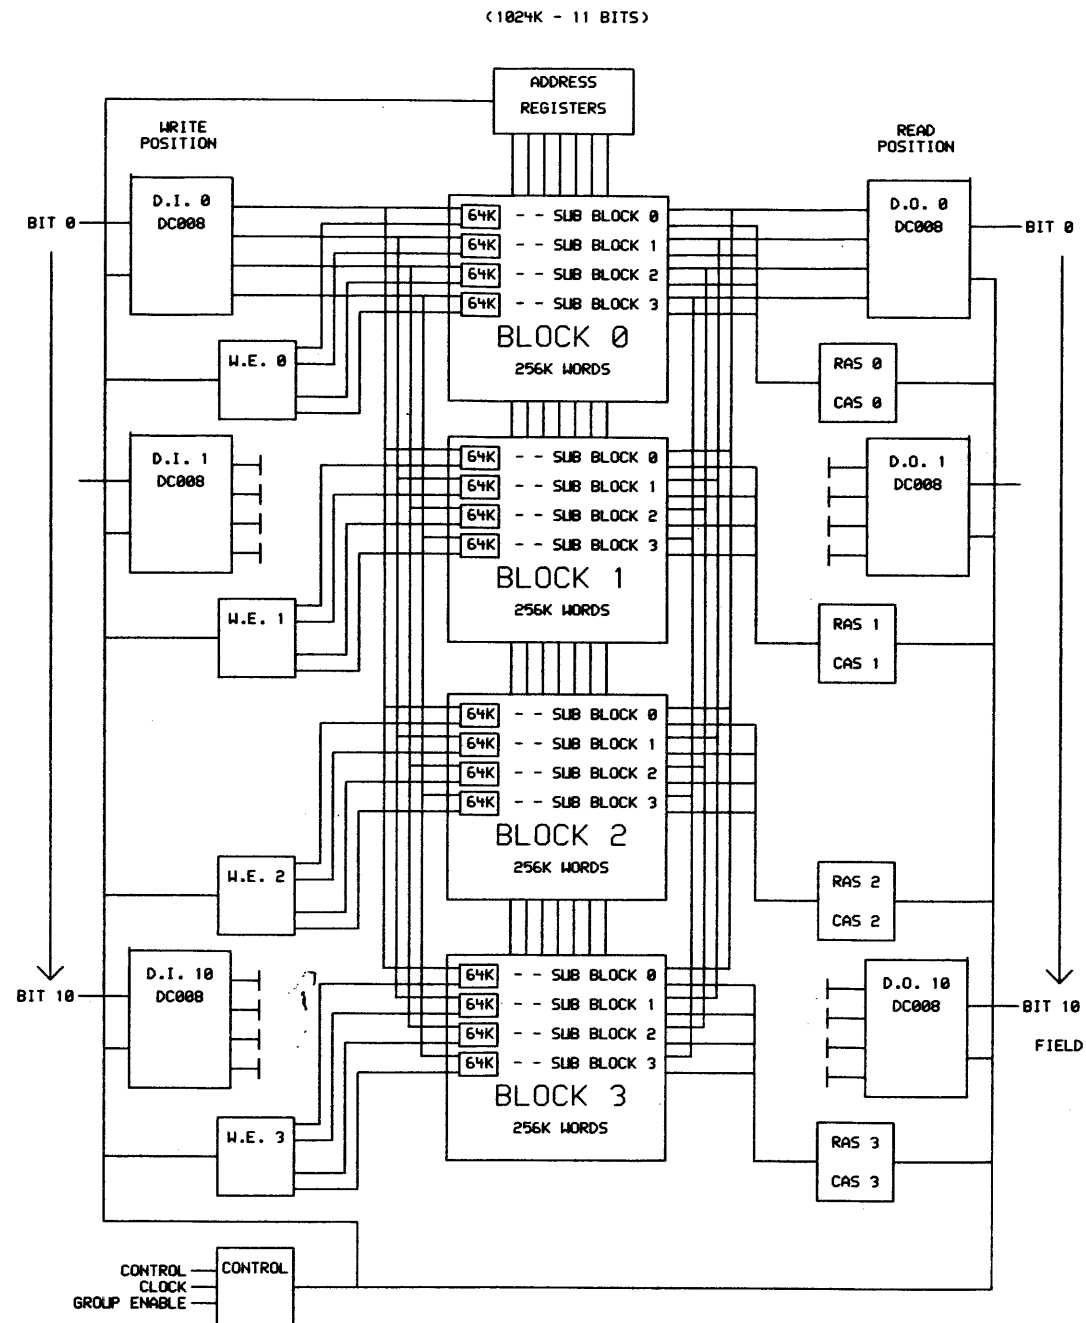 (1024K - 11 BITS)
ADDRESS
REGISTERS
WRITE
POSITION
READ
POSITION
D.I. 0
DC008
BIT 0
64K - - SUB BLOCK 0
64K - - SUB BLOCK 1
64K - - SUB BLOCK 2
64K - - SUB BLOCK 3
BLOCK 0
256K WORDS
D.O. 0
DC008
BIT 0
W.E. 0
RAS 0
CAS 0
D.I. 1
DC008
64K - - SUB BLOCK 0
64K - - SUB BLOCK 1
64K - - SUB BLOCK 2
64K - - SUB BLOCK 3
BLOCK 1
256K WORDS
D.O. 1
DC008
W.E. 1
RAS 1
CAS 1
64K - - SUB BLOCK 0
64K - - SUB BLOCK 1
64K - - SUB BLOCK 2
64K - - SUB BLOCK 3
BLOCK 2
256K WORDS
W.E. 2
RAS 2
CAS 2
D.I. 10
DC008
BIT 10
64K - - SUB BLOCK 0
64K - - SUB BLOCK 1
64K - - SUB BLOCK 2
64K - - SUB BLOCK 3
BLOCK 3
256K WORDS
D.O. 10
DC008
BIT 10
FIELD
W.E. 3
RAS 3
CAS 3
CONTROL
CLOCK
GROUP ENABLE
CONTROL